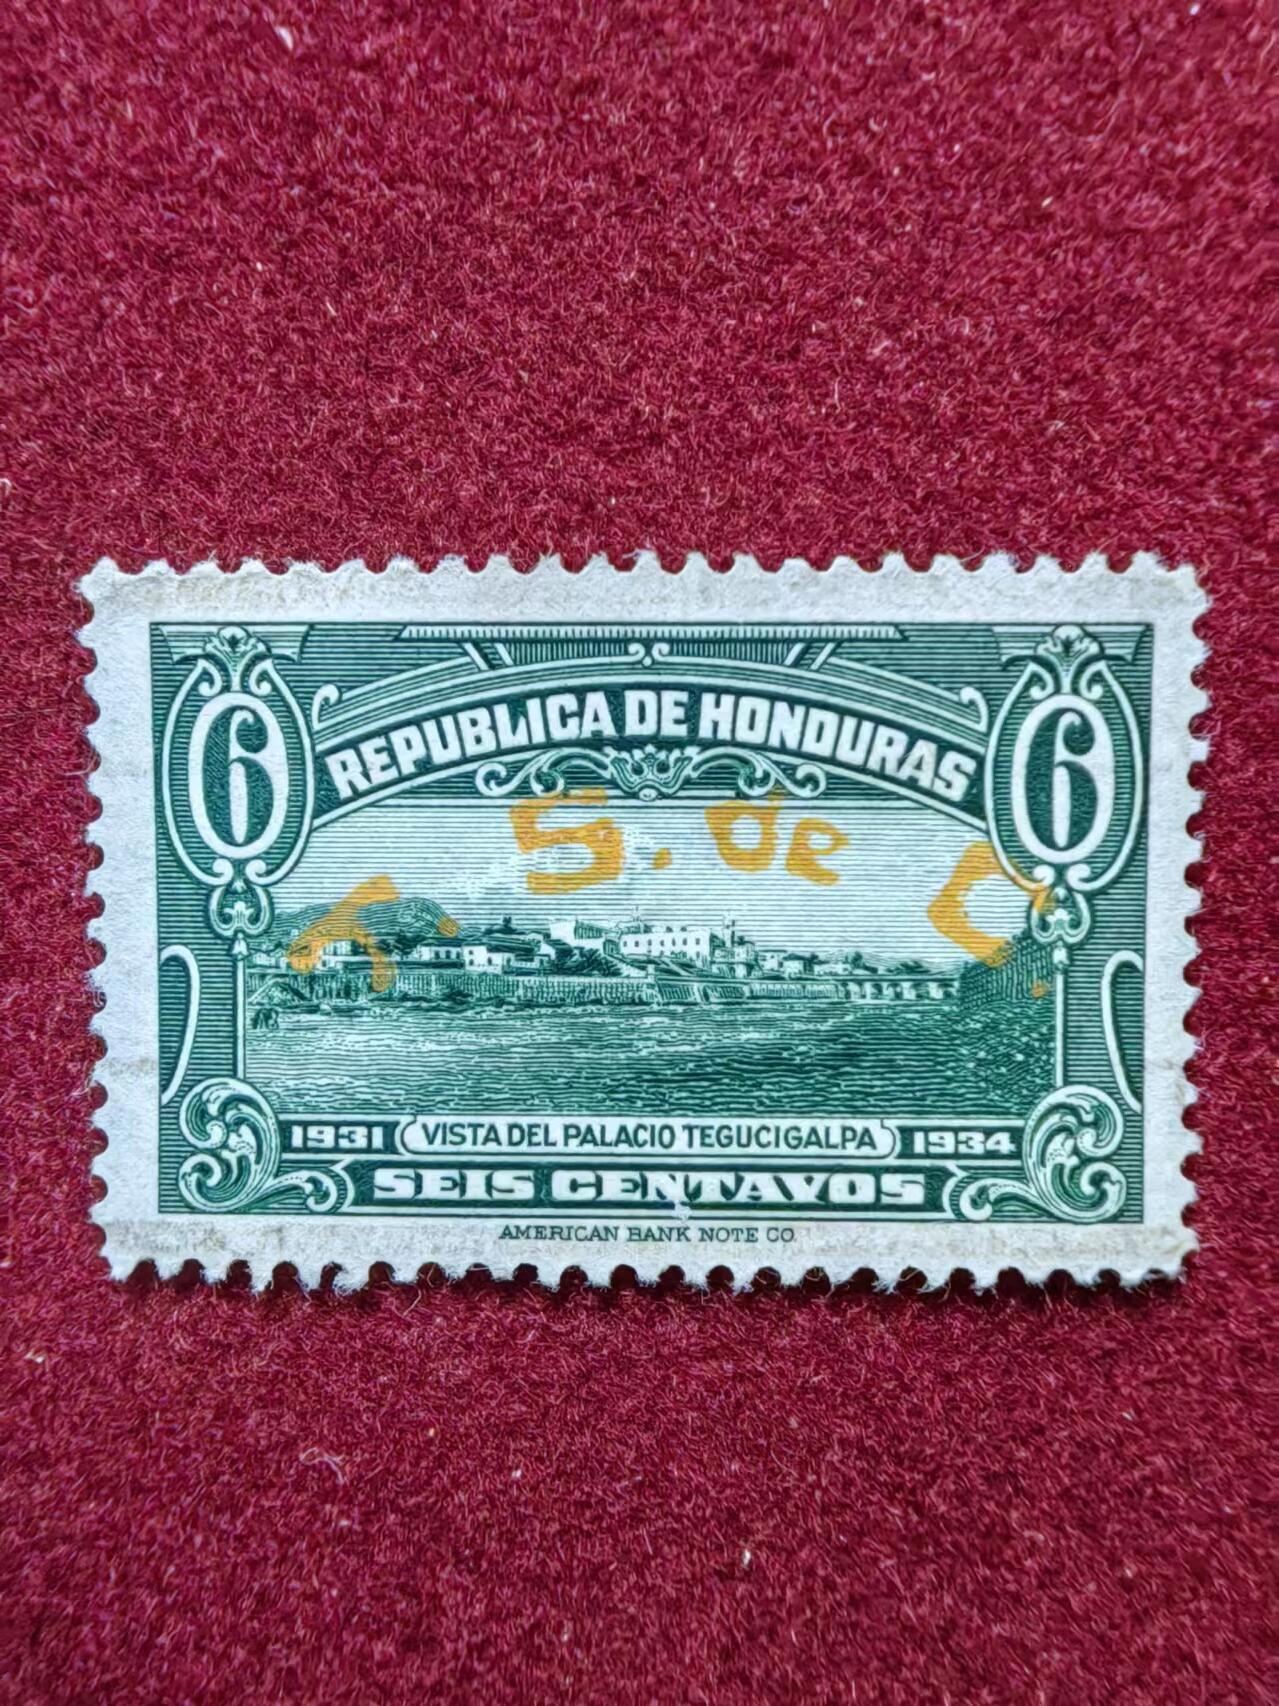 6 REPUBLICA DE HONDURAS 6
T. S. de C.
1931 VISTA DEL PALACIO TEGUCIGALPA 1934
SEIS CENTAVOS
AMERICAN BANK NOTE CO.